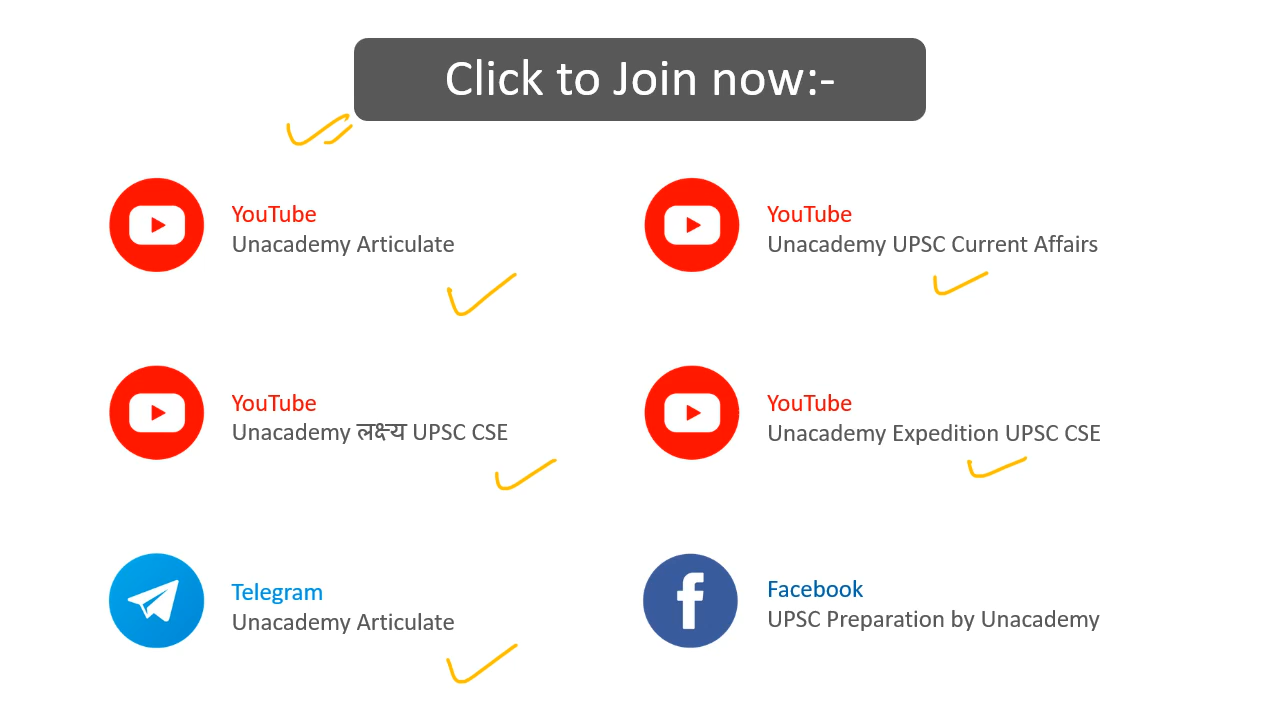 Click to Join now:-
YouTube
Unacademy Articulate
YouTube
Unacademy UPSC Current Affairs
YouTube
Unacademy लक्ष्य UPSC CSE
YouTube
Unacademy Expedition UPSC CSE
Telegram
Unacademy Articulate
Facebook
UPSC Preparation by Unacademy